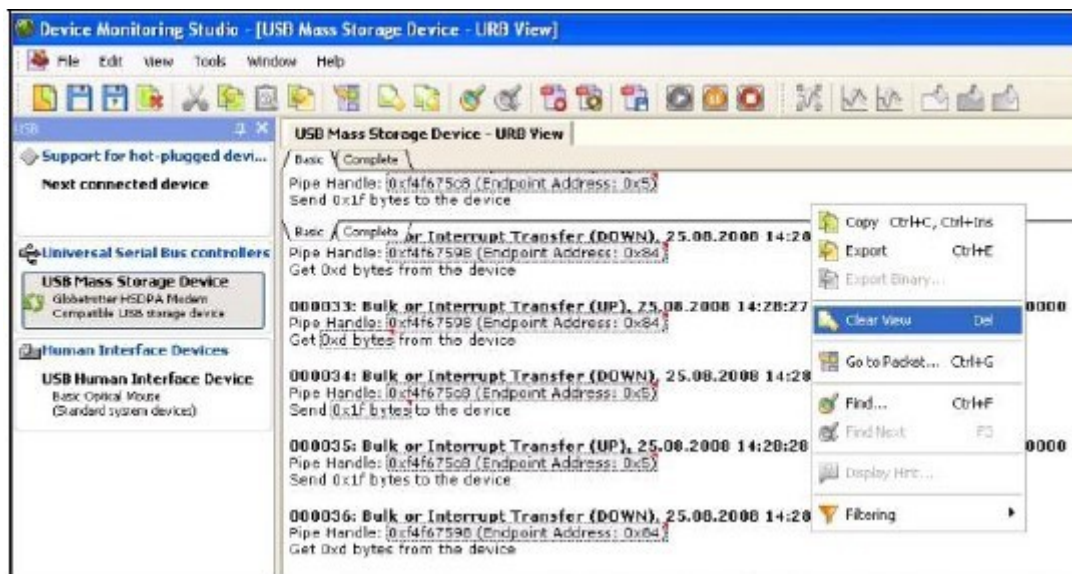 Device Monitoring Studio - [USB Mass Storage Device - URB View]
File Edit View Tools Window Help
USB
Support for hot-plugged devi...
Next connected device
Universal Serial Bus controllers
USB Mass Storage Device
Globetrotter HSDPA Modem
Compatible USB storage device
Human Interface Devices
USB Human Interface Device
Basic Optical Mouse
(Standard system devices)
USB Mass Storage Device - URB View
Basic Complete
Pipe Handle: 0xf4f675c8 (Endpoint Address: 0x5)
Send 0x1f bytes to the device
Basic Complete
or Interrupt Transfer (DOWN), 25.08.2008 14:28
Pipe Handle: 0xf4f67598 (Endpoint Address: 0x84)
Get 0xd bytes from the device
000033: Bulk or Interrupt Transfer (UP), 25.08.2008 14:28:27 0000
Pipe Handle: 0xf4f67598 (Endpoint Address: 0x84)
Get 0xd bytes from the device
000034: Bulk or Interrupt Transfer (DOWN), 25.08.2008 14:28
Pipe Handle: 0xf4f675c8 (Endpoint Address: 0x5)
Send 0x1f bytes to the device
000035: Bulk or Interrupt Transfer (UP), 25.08.2008 14:28:28 0000
Pipe Handle: 0xf4f675c8 (Endpoint Address: 0x5)
Send 0x1f bytes to the device
000036: Bulk or Interrupt Transfer (DOWN), 25.08.2008 14:28
Pipe Handle: 0xf4f67598 (Endpoint Address: 0x84)
Get 0xd bytes from the device
Copy Ctrl+C, Ctrl+Ins
Export Ctrl+E
Export Binary...
Clear View Del
Go to Packet... Ctrl+G
Find... Ctrl+F
Find Next F3
Display Hint...
Filtering